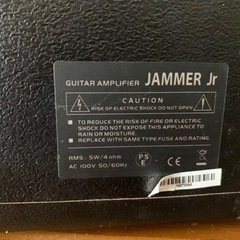 GUITAR AMPLIFIER JAMMER Jr
CAUTION
RISK OF ELECTRIC SHOCK DO NOT OPEN
■ TO REDUCE THE RISK OF FIRE OR ELECTRIC
SHOCK DO NOT EXPOSE THIS APPLIANCE TO
RAIN OR MOISTURE
■ REPLACE WITH SAME TYPE FUSE AND RATING
RMS : 5W/4 ohm
AC 100V 50/60Hz
PS
E
CE